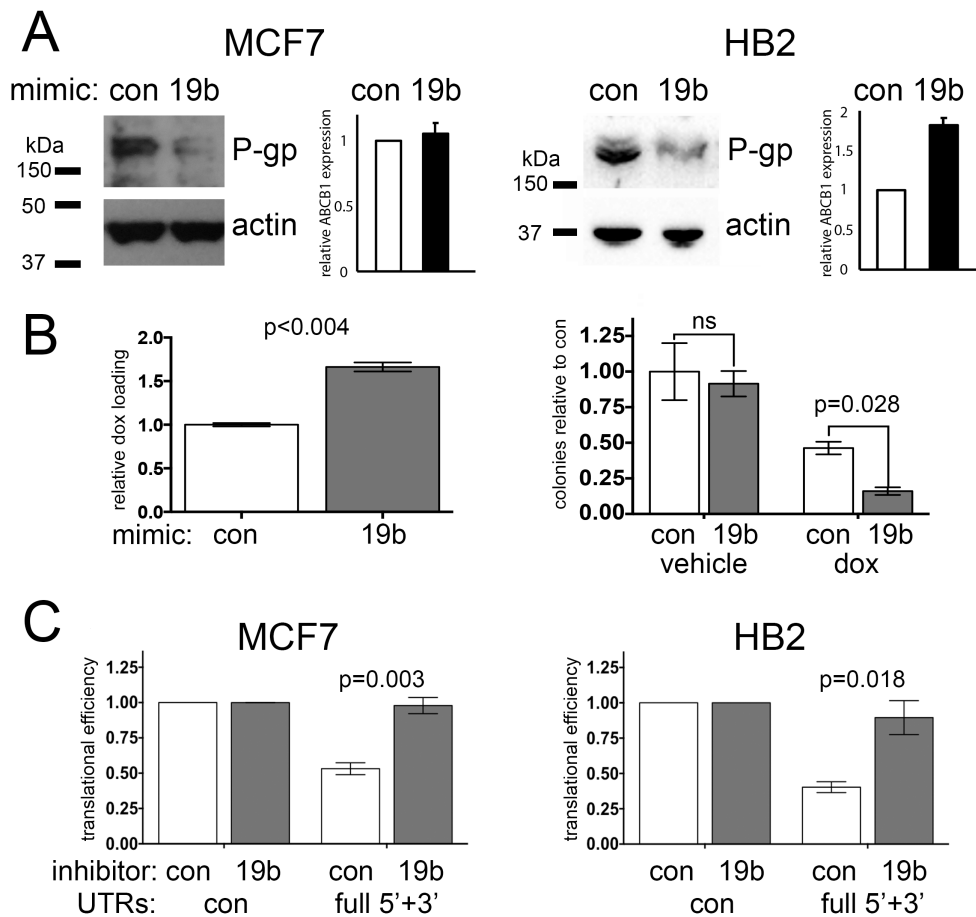 A
MCF7
HB2
mimic: con 19b
con 19b
con 19b
con 19b
kDa
150
50
37
P-gp
actin
relative ABCB1 expression
1
0.5
0
kDa
150
37
P-gp
actin
relative ABCB1 expression
2
1.5
1
0.5
0
B
p<0.004
relative dox loading
2.0
1.5
1.0
0.5
0.0
mimic: con 19b
colonies relative to con
1.25
1.00
0.75
0.50
0.25
0.00
ns
p=0.028
con 19b con 19b
vehicle dox
C
MCF7
HB2
translational efficiency
1.25
1.00
0.75
0.50
0.25
0.00
p=0.003
inhibitor: con 19b con 19b
UTRs: con full 5'+3'
translational efficiency
1.25
1.00
0.75
0.50
0.25
0.00
p=0.018
con 19b con 19b
con full 5'+3'